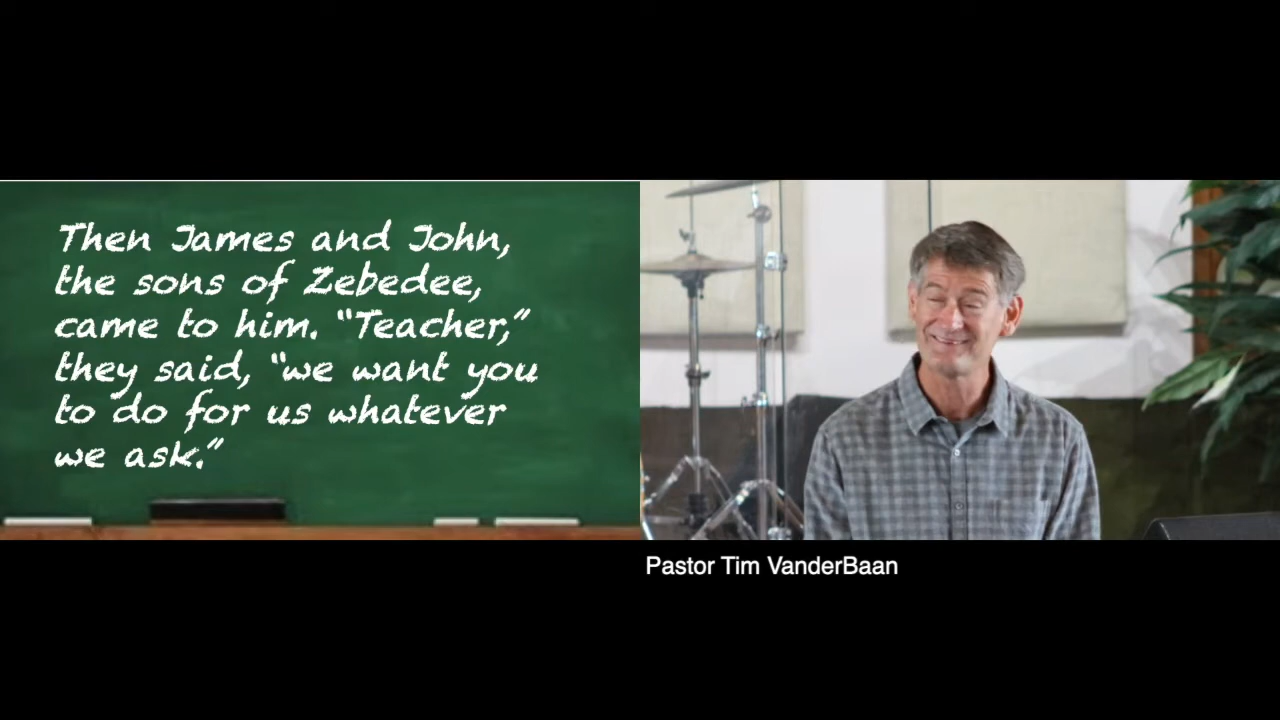 Then James and John,
the sons of Zebedee,
came to him. “Teacher,”
they said, “we want you
to do for us whatever
we ask.”
Pastor Tim VanderBaan